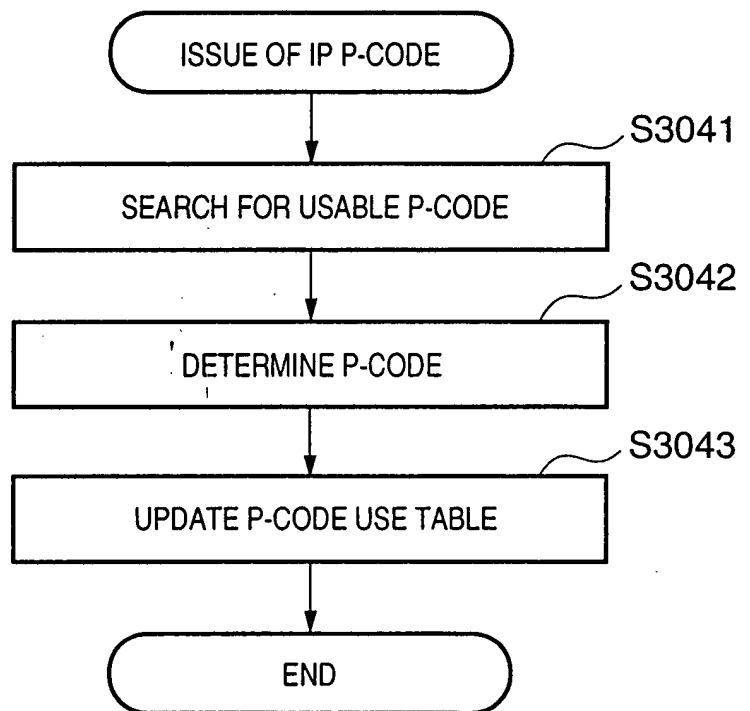 ISSUE OF IP P-CODE
S3041
SEARCH FOR USABLE P-CODE
S3042
DETERMINE P-CODE
S3043
UPDATE P-CODE USE TABLE
END